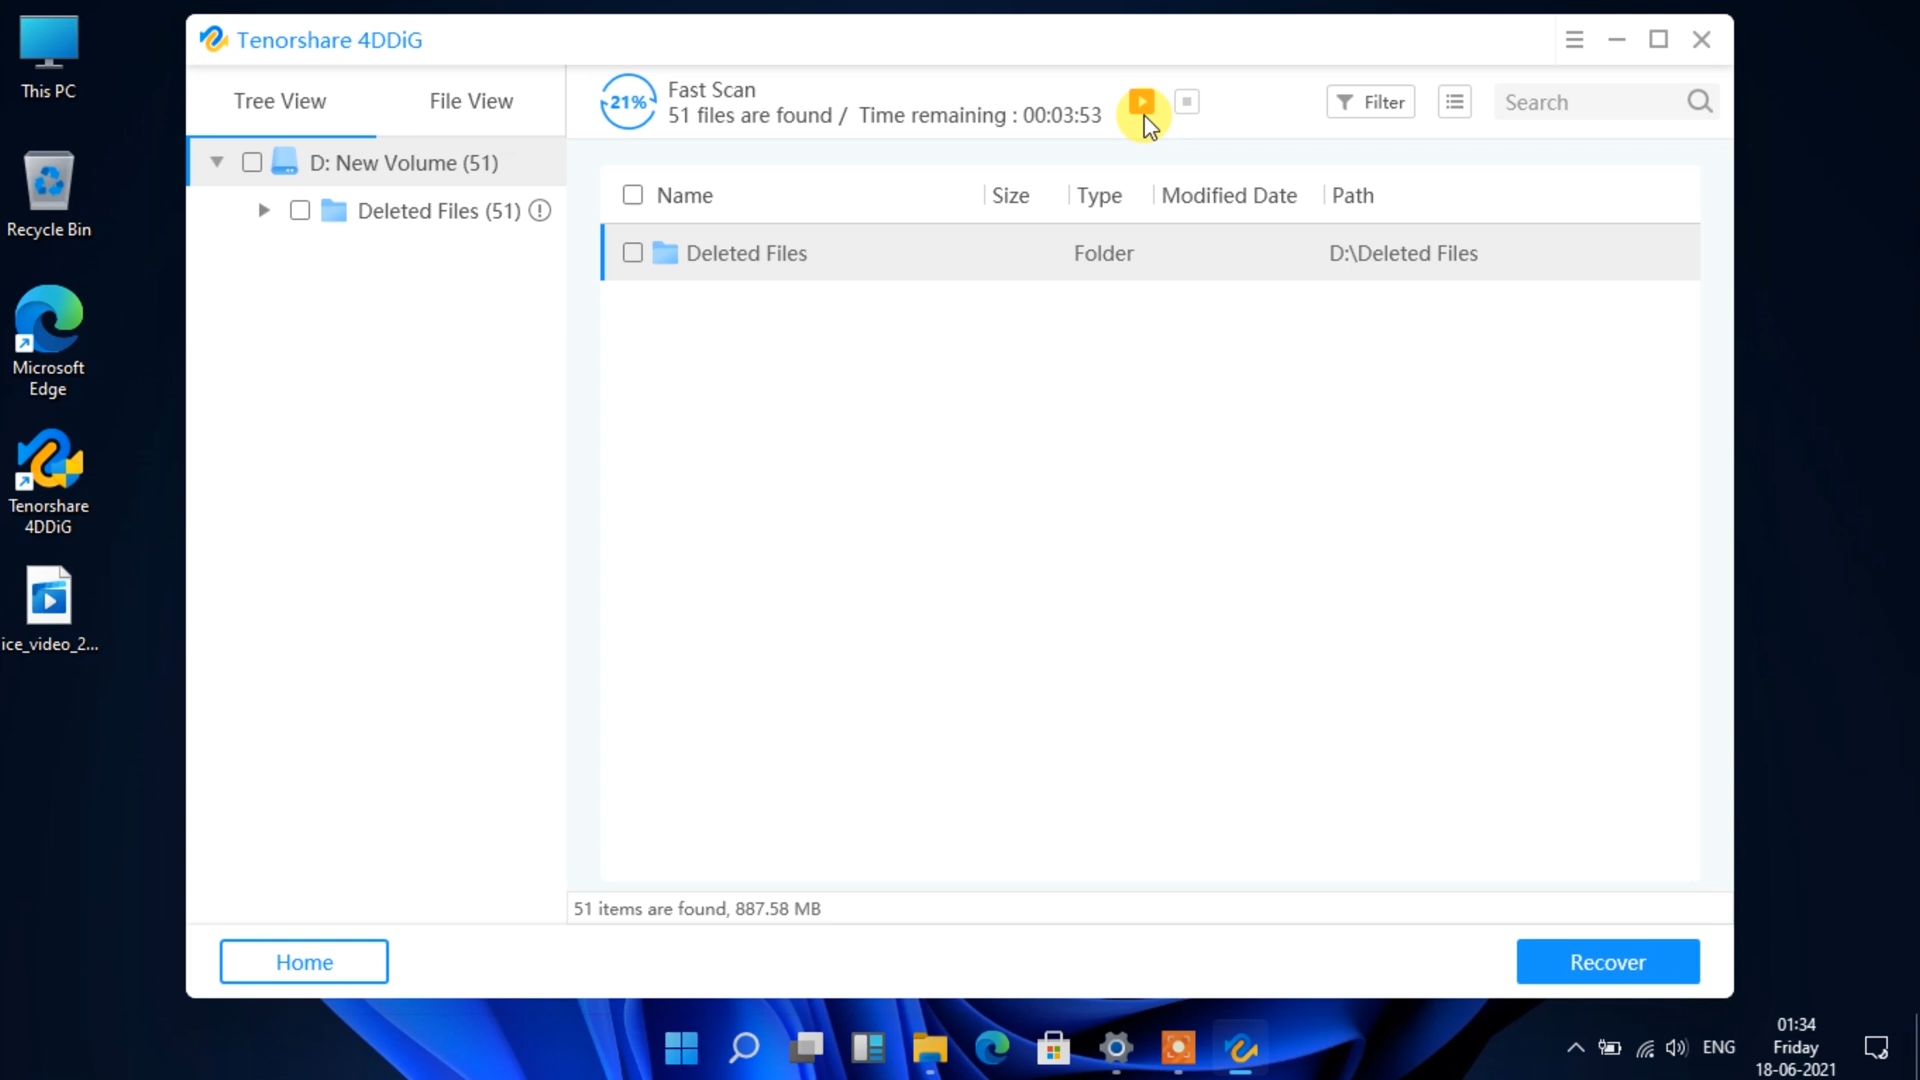 This PC
Recycle Bin
Microsoft
Edge
Tenorshare
4DDiG
ice_video_2...
Tenorshare 4DDiG
Tree View
File View
D: New Volume (51)
Deleted Files (51)
21%
Fast Scan
51 files are found / Time remaining : 00:03:53
Filter
Search
Name
Size
Type
Modified Date
Path
Deleted Files
Folder
D:\Deleted Files
51 items are found, 887.58 MB
Home
Recover
ENG
01:34
Friday
18-06-2021